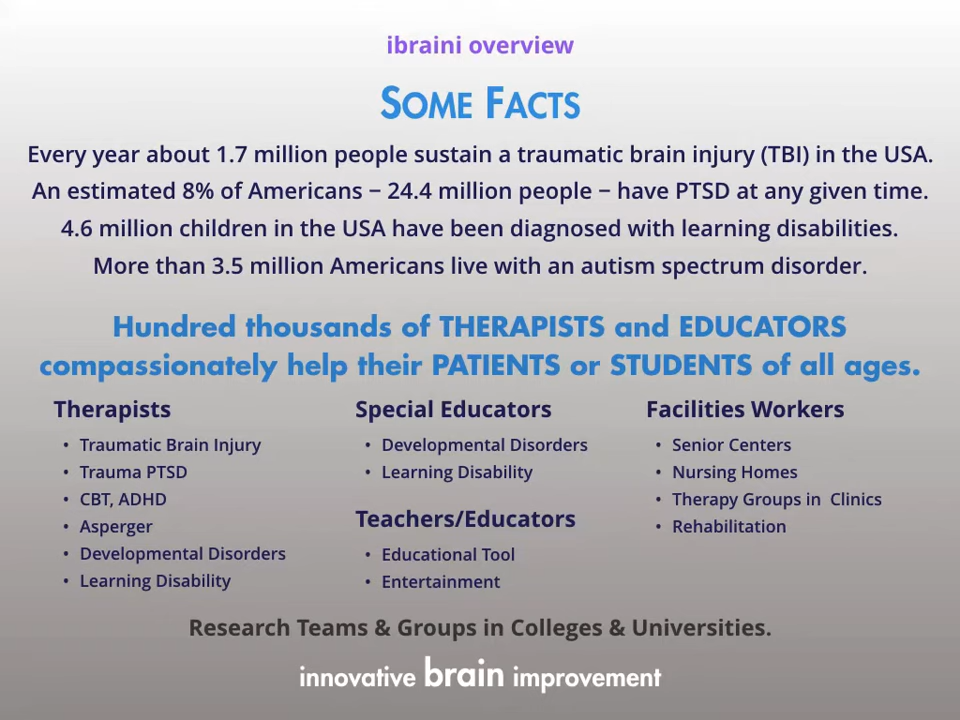 ibraini overview
SOME FACTS
Every year about 1.7 million people sustain a traumatic brain injury (TBI) in the USA.
An estimated 8% of Americans − 24.4 million people − have PTSD at any given time.
4.6 million children in the USA have been diagnosed with learning disabilities.
More than 3.5 million Americans live with an autism spectrum disorder.
Hundred thousands of THERAPISTS and EDUCATORS
compassionately help their PATIENTS or STUDENTS of all ages.
Therapists
• Traumatic Brain Injury
• Trauma PTSD
• CBT, ADHD
• Asperger
• Developmental Disorders
• Learning Disability
Special Educators
• Developmental Disorders
• Learning Disability
Teachers/Educators
• Educational Tool
• Entertainment
Facilities Workers
• Senior Centers
• Nursing Homes
• Therapy Groups in Clinics
• Rehabilitation
Research Teams & Groups in Colleges & Universities.
innovative brain improvement